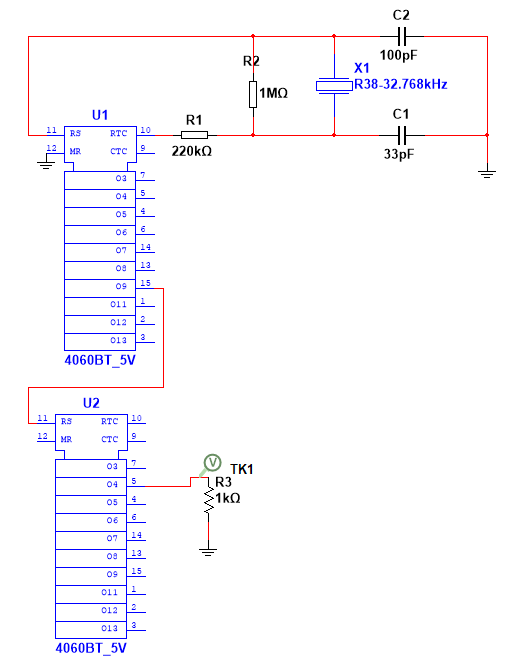 C2
100pF
R2
1MΩ
X1
R38-32.768kHz
C1
33pF
R1
220kΩ
U1
11 RS RTC 10
12 MR CTC 9
O3 7
O4 5
O5 4
O6 6
O7 14
O8 13
O9 15
O11 1
O12 2
O13 3
4060BT_5V
U2
11 RS RTC 10
12 MR CTC 9
O3 7
O4 5
O5 4
O6 6
O7 14
O8 13
O9 15
O11 1
O12 2
O13 3
4060BT_5V
V
TK1
R3
1kΩ